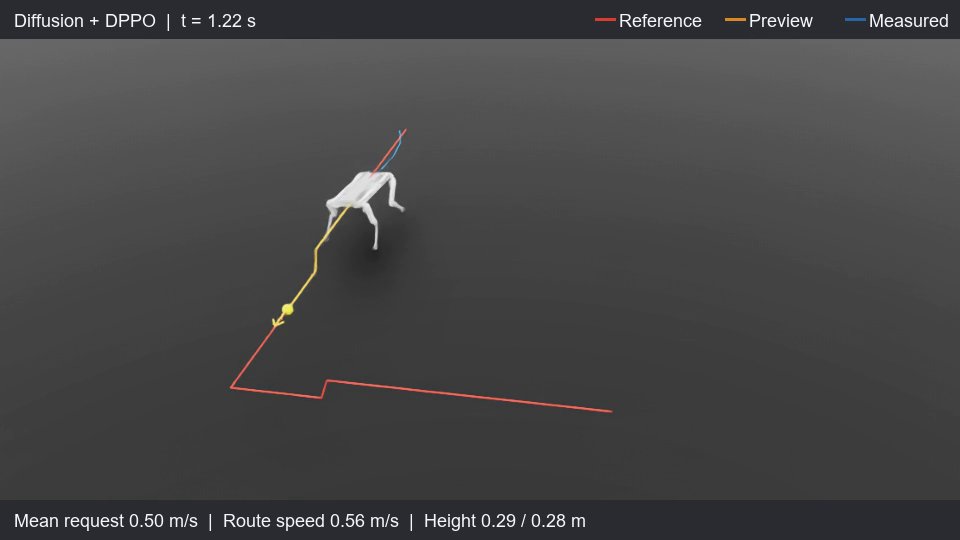 Diffusion + DPPO | t = 1.22 s
Reference Preview Measured
Mean request 0.50 m/s | Route speed 0.56 m/s | Height 0.29 / 0.28 m